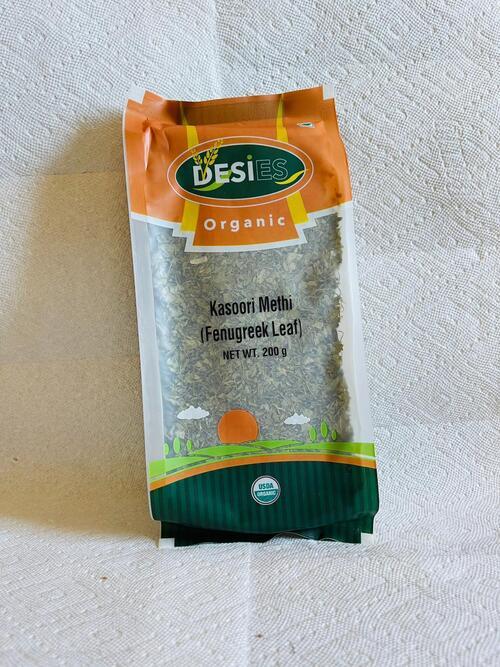 DESiES
Organic
Kasoori Methi
(Fenugreek Leaf)
NET WT. 200 g
USDA
ORGANIC